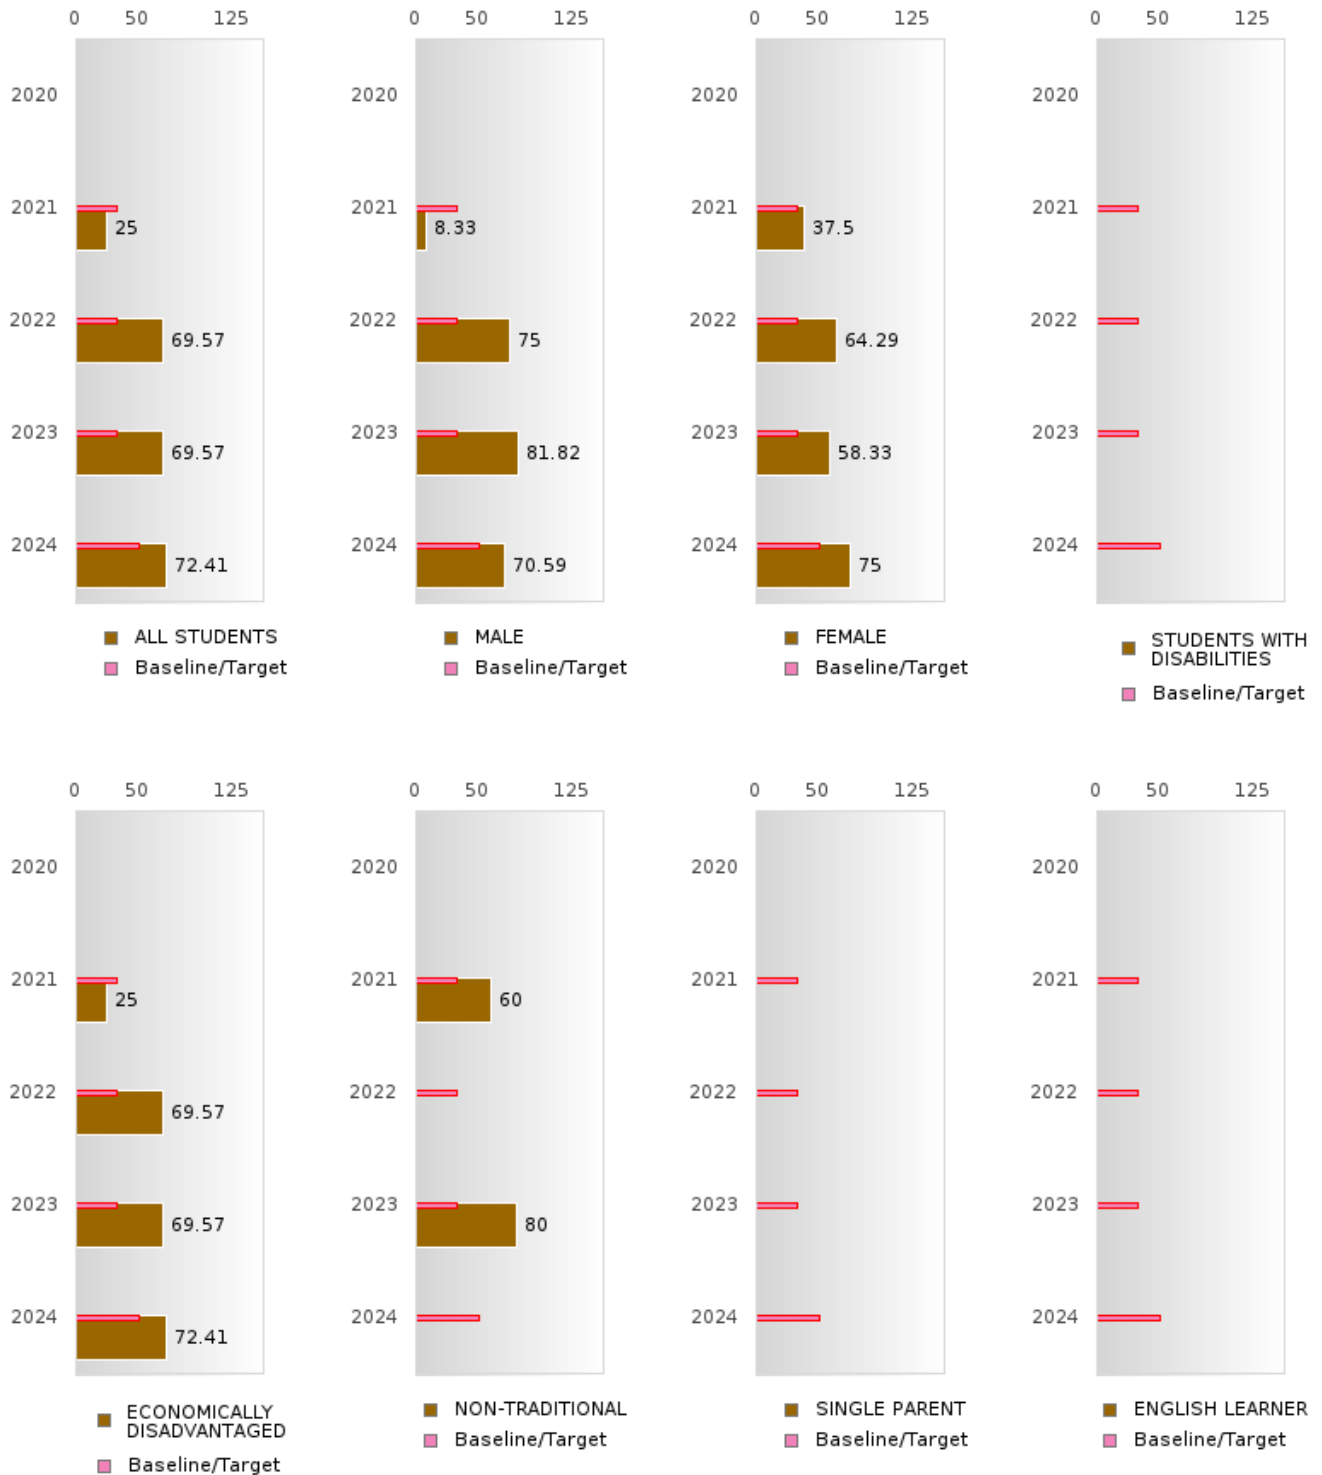 0 50 125
2020
2021
25
2022
69.57
2023
69.57
2024
72.41
ALL STUDENTS
Baseline/Target
0 50 125
2020
2021
8.33
2022
75
2023
81.82
2024
70.59
MALE
Baseline/Target
0 50 125
2020
2021
37.5
2022
64.29
2023
58.33
2024
75
FEMALE
Baseline/Target
0 50 125
2020
2021
2022
2023
2024
STUDENTS WITH
DISABILITIES
Baseline/Target
0 50 125
2020
2021
25
2022
69.57
2023
69.57
2024
72.41
ECONOMICALLY
DISADVANTAGED
Baseline/Target
0 50 125
2020
2021
60
2022
2023
80
2024
NON-TRADITIONAL
Baseline/Target
0 50 125
2020
2021
2022
2023
2024
SINGLE PARENT
Baseline/Target
0 50 125
2020
2021
2022
2023
2024
ENGLISH LEARNER
Baseline/Target